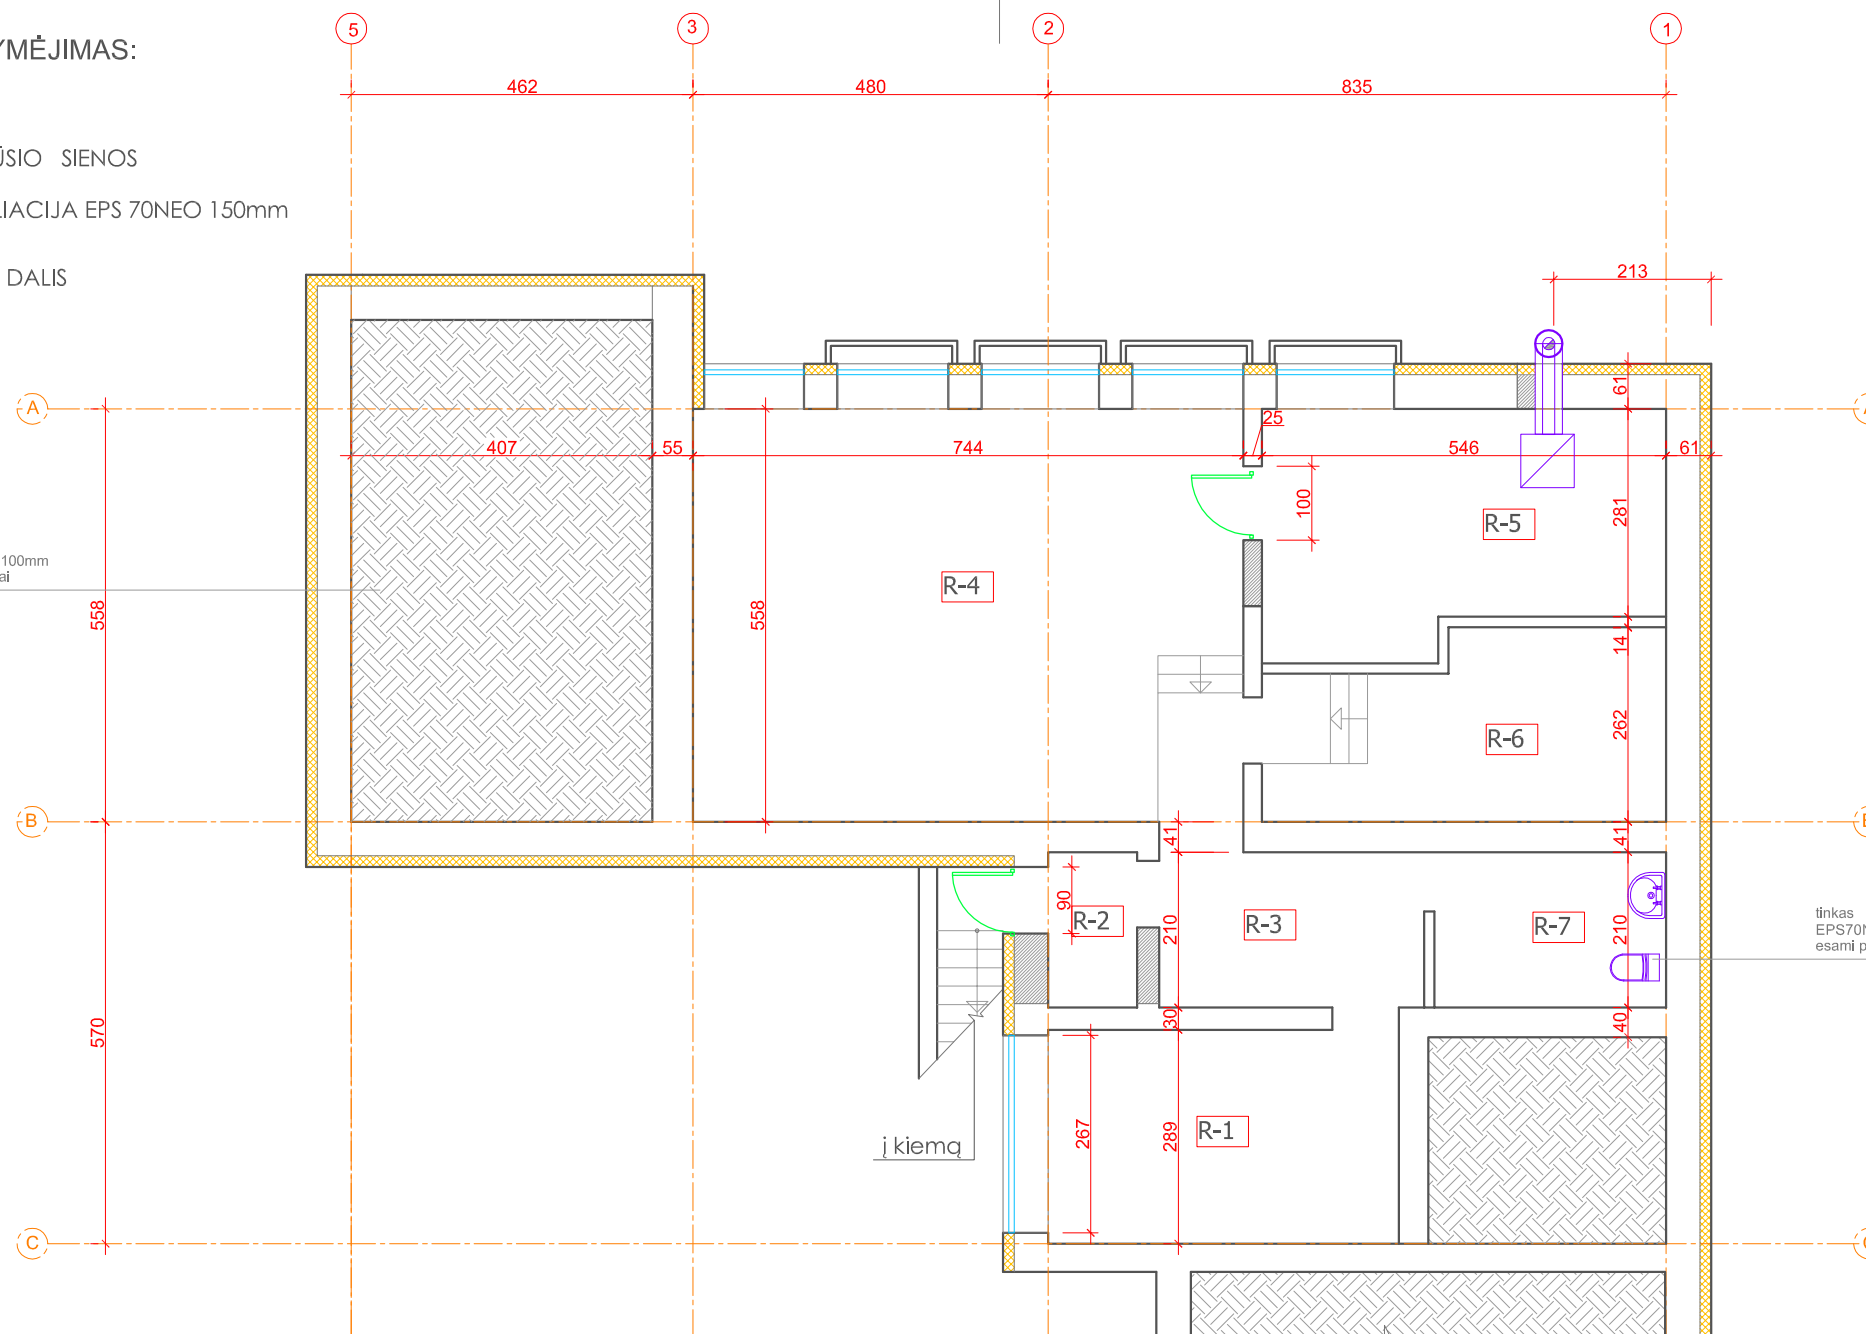 5 3 2 1
YMĖJIMAS:
462 480 835
ŪSIO SIENOS
LIACIJA EPS 70NEO 150mm
DALIS
213
61
A
25
407 55 744 546 61
100
281
R-5
100mm
ai
R-4
558 558
14
R-6
262
B
41 41
90
R-2 R-3 R-7
210 210
tinkas
EPS70N
esami p
570
30 40
267 289
R-1
į kiemą
C